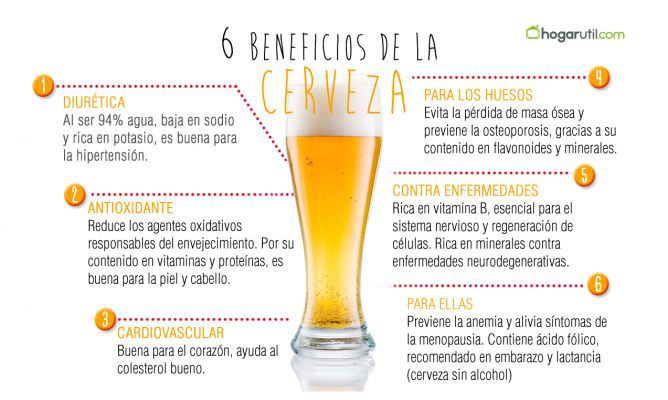 6 BENEFICIOS DE LA
CERVEZA
hogarutil.com
1
DIURÉTICA
Al ser 94% agua, baja en sodio
y rica en potasio, es buena para
la hipertensión.
2
ANTIOXIDANTE
Reduce los agentes oxidativos
responsables del envejecimiento. Por su
contenido en vitaminas y proteínas, es
buena para la piel y cabello.
3
CARDIOVASCULAR
Buena para el corazón, ayuda al
colesterol bueno.
4
PARA LOS HUESOS
Evita la pérdida de masa ósea y
previene la osteoporosis, gracias a su
contenido en flavonoides y minerales.
5
CONTRA ENFERMEDADES
Rica en vitamina B, esencial para el
sistema nervioso y regeneración de
células. Rica en minerales contra
enfermedades neurodegenerativas.
6
PARA ELLAS
Previene la anemia y alivia síntomas de
la menopausia. Contiene ácido fólico,
recomendado en embarazo y lactancia
(cerveza sin alcohol)